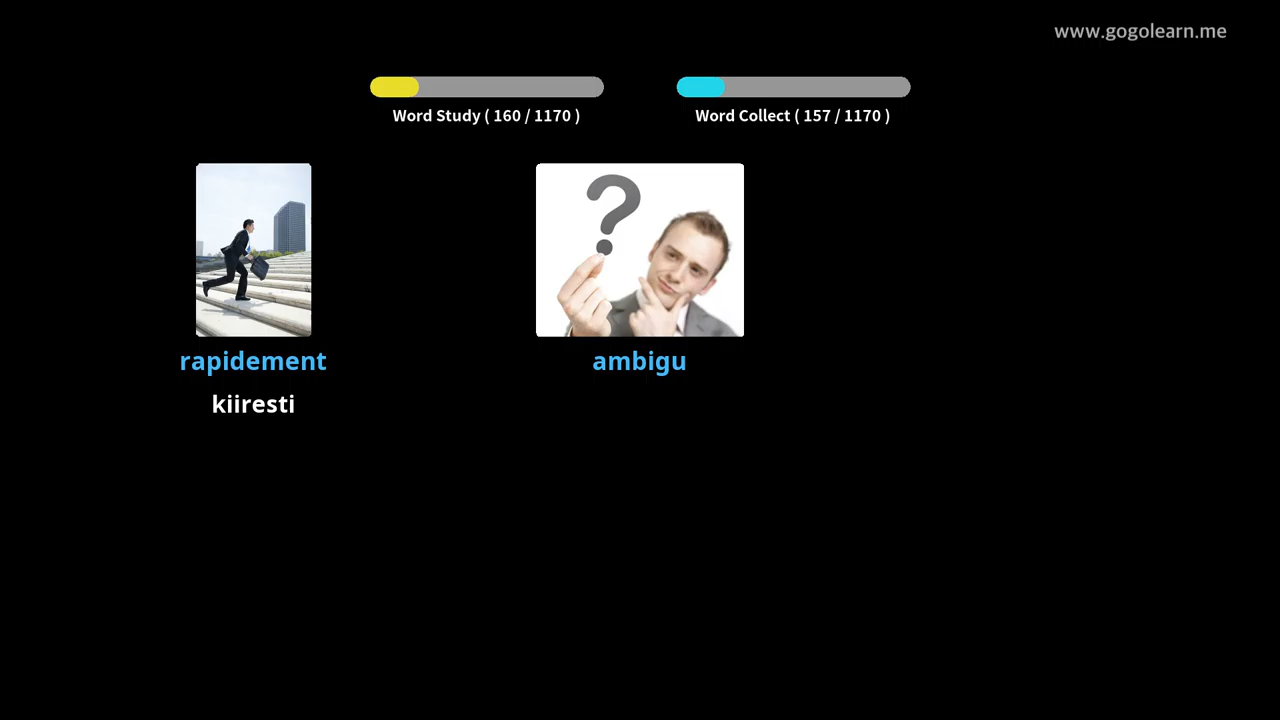 www.gogolearn.me
Word Study ( 160 / 1170 )
Word Collect ( 157 / 1170 )
rapidement
ambigu
kiiresti